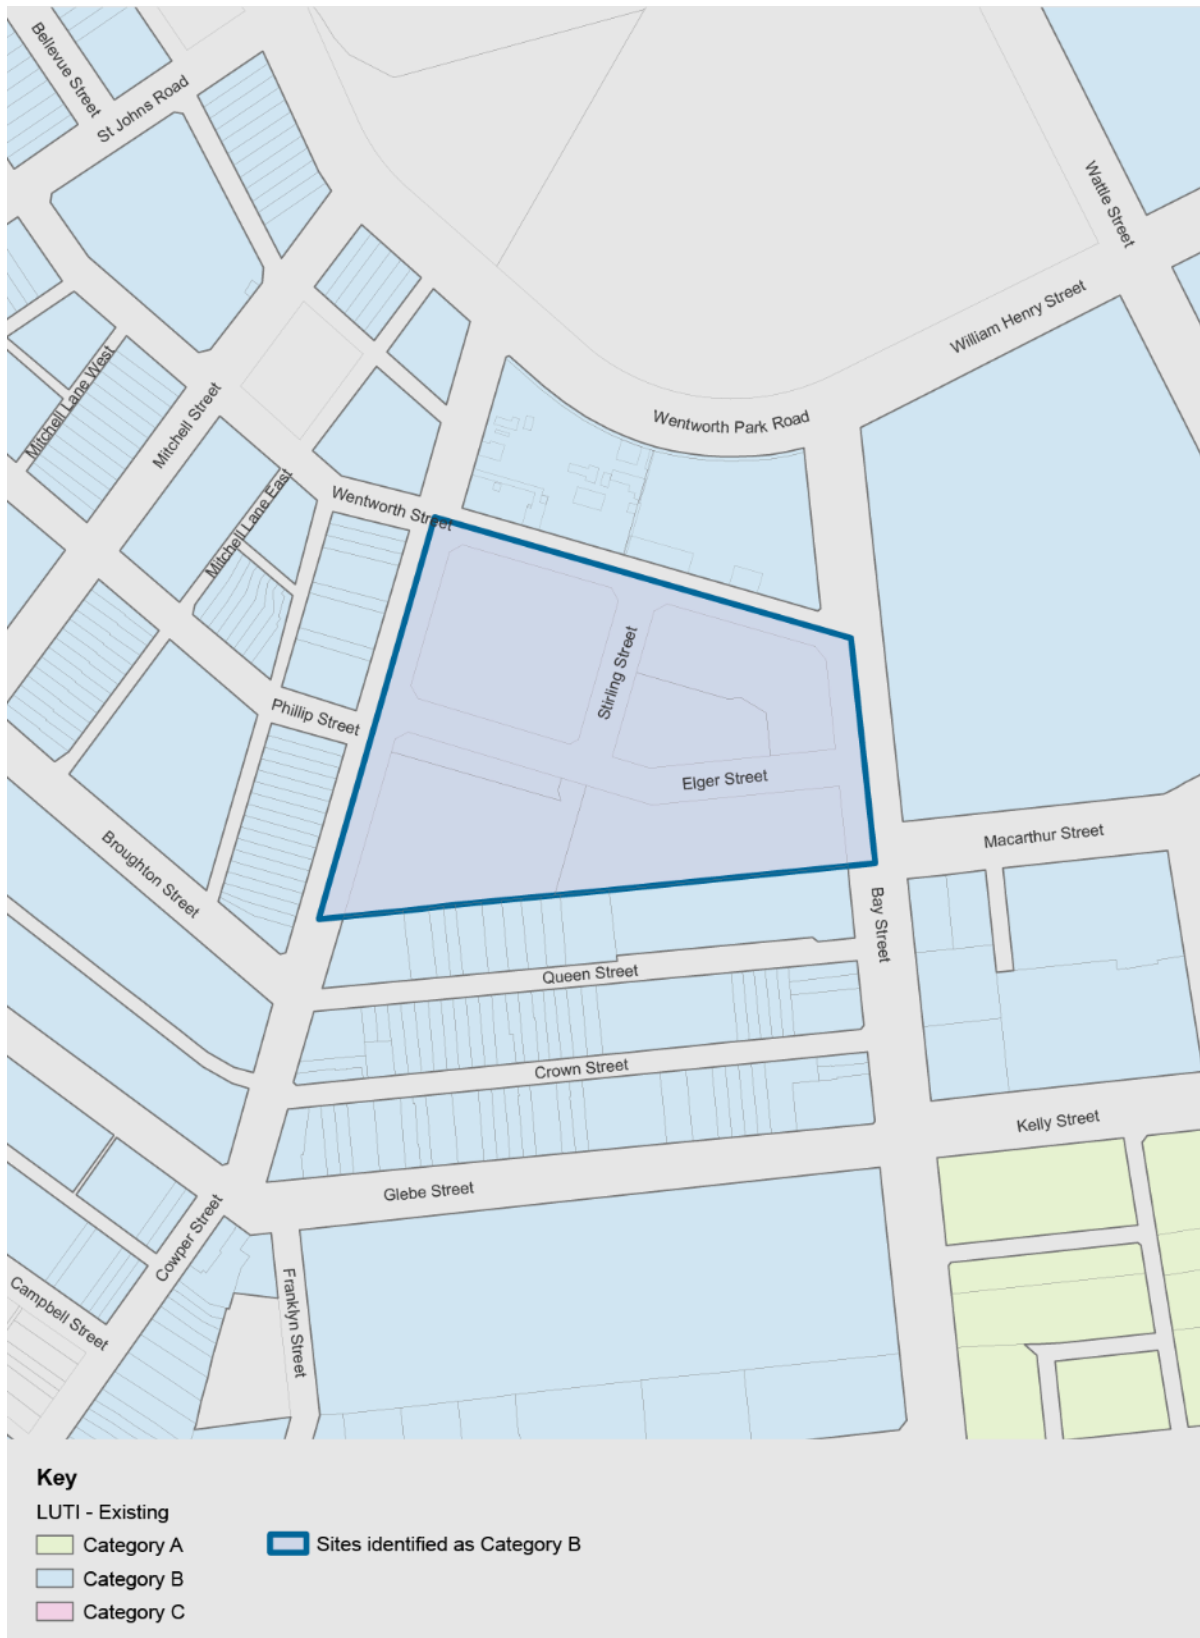 Bellevue Street
St Johns Road
Wattle Street
William Henry Street
Mitchell Lane West
Mitchell Street
Wentworth Park Road
Mitchell Lane East
Wentworth Street
Stirling Street
Phillip Street
Elger Street
Macarthur Street
Broughton Street
Bay Street
Queen Street
Crown Street
Kelly Street
Glebe Street
Cowper Street
Franklyn Street
Campbell Street
Key
LUTI - Existing
Category A
Sites identified as Category B
Category B
Category C